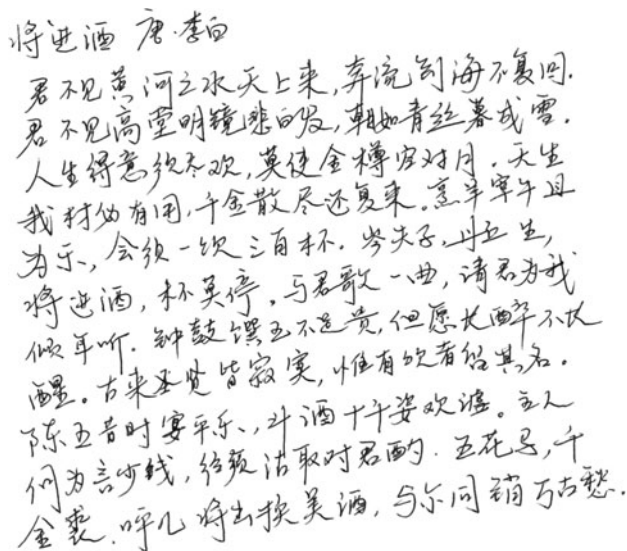 将进酒 唐·李白
君不见黄河之水天上来,奔流到海不复回.
君不见高堂明镜悲白发,朝如青丝暮成雪.
人生得意须尽欢,莫使金樽空对月.天生
我材必有用,千金散尽还复来.烹羊宰牛且
为乐,会须一饮三百杯.岑夫子,丹丘生,
将进酒,杯莫停.与君歌一曲,请君为我
倾耳听.钟鼓馔玉不足贵,但愿长醉不长
醒。古来圣贤皆寂寞,惟有饮者留其名。
陈王昔时宴平乐,斗酒十千姿欢谑。主人
何为言少钱,径须沽取对君酌.五花马,千
金裘.呼儿将出换美酒,与尔同销万古愁.